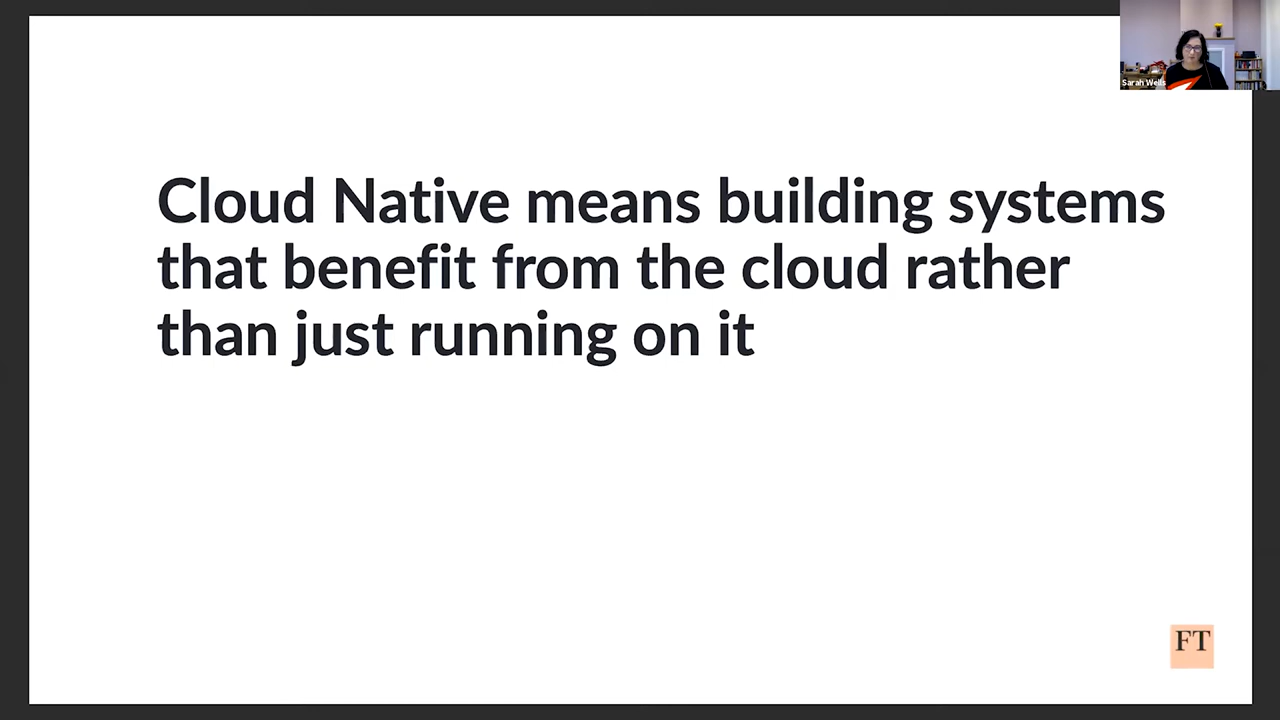 Sarah Wells
Cloud Native means building systems
that benefit from the cloud rather
than just running on it
FT